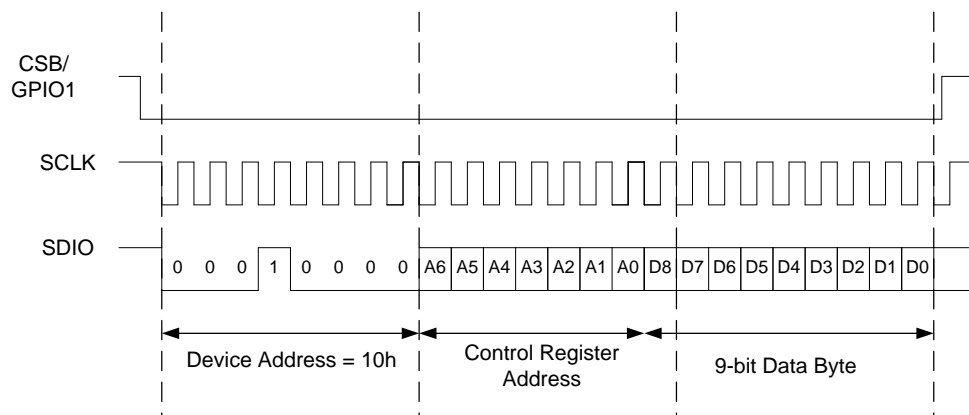 CSB/
GPIO1
SCLK
SDIO
0 0 0 1 0 0 0 0 A6 A5 A4 A3 A2 A1 A0 D8 D7 D6 D5 D4 D3 D2 D1 D0
Device Address = 10h
Control Register
Address
9-bit Data Byte